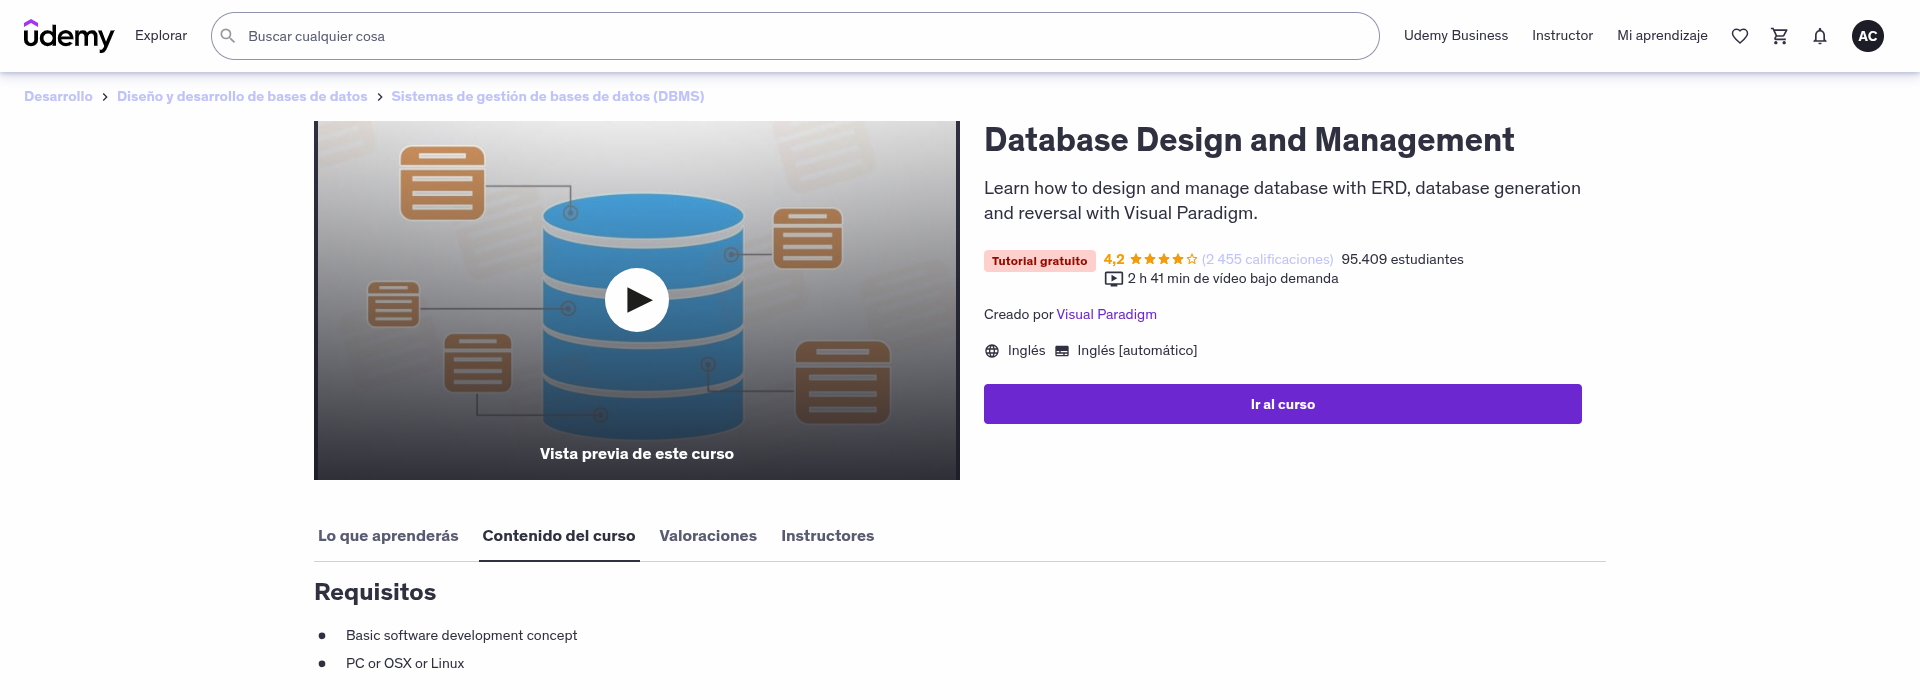 udemy
Explorar
Buscar cualquier cosa
Udemy Business
Instructor
Mi aprendizaje
AC
Desarrollo > Diseño y desarrollo de bases de datos > Sistemas de gestión de bases de datos (DBMS)
Vista previa de este curso
Database Design and Management
Learn how to design and manage database with ERD, database generation
and reversal with Visual Paradigm.
Tutorial gratuito 4,2 (2 455 calificaciones) 95.409 estudiantes
2 h 41 min de vídeo bajo demanda
Creado por Visual Paradigm
Inglés Inglés [automático]
Ir al curso
Lo que aprenderás Contenido del curso Valoraciones Instructores
Requisitos
Basic software development concept
PC or OSX or Linux